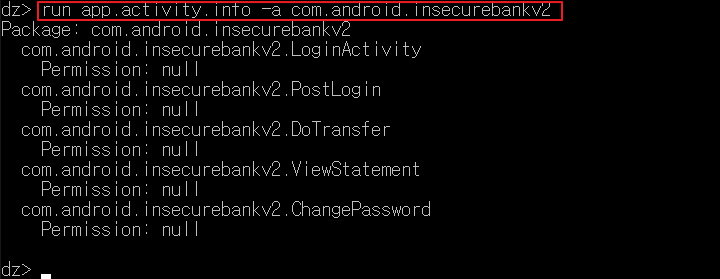 dz> run app.activity.info -a com.android.insecurebankv2
Package: com.android.insecurebankv2
com.android.insecurebankv2.LoginActivity
Permission: null
com.android.insecurebankv2.PostLogin
Permission: null
com.android.insecurebankv2.DoTransfer
Permission: null
com.android.insecurebankv2.ViewStatement
Permission: null
com.android.insecurebankv2.ChangePassword
Permission: null
dz>